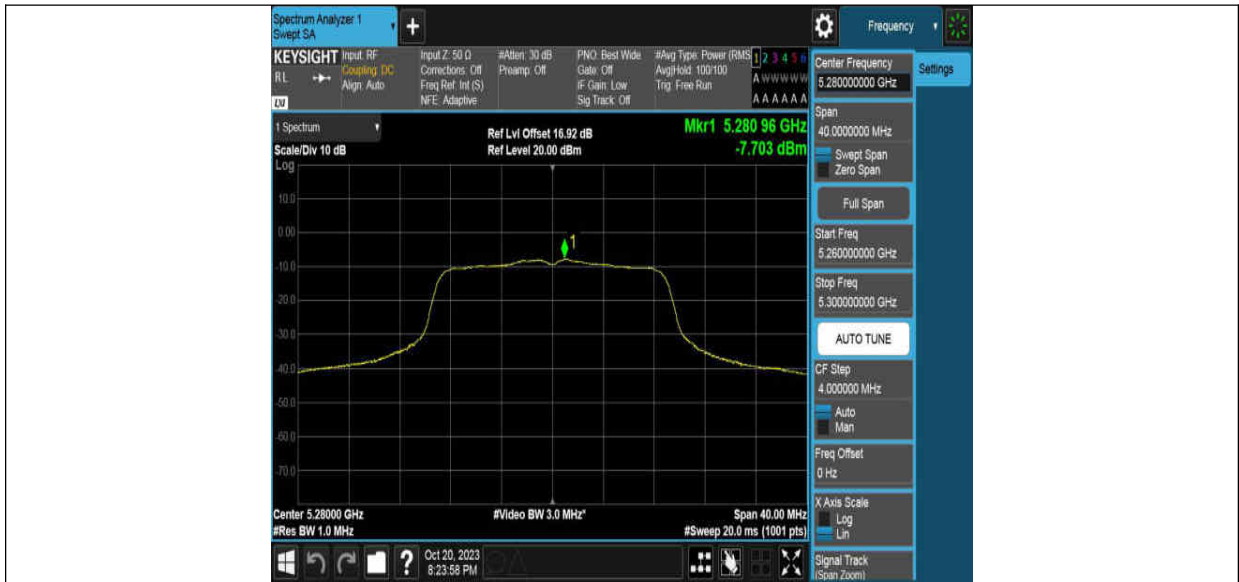 Spectrum Analyzer 1
Swept SA
+
Frequency
KEYSIGHT
RL
LXI
Input: RF
Coupling: DC
Align: Auto
Input Z: 50 Ω
Corrections: Off
Freq Ref: Int (S)
NFE: Adaptive
#Atten: 30 dB
Preamp: Off
PNO: Best Wide
Gate: Off
IF Gain: Low
Sig Track: Off
#Avg Type: Power (RMS
Avg|Hold: 100/100
Trig: Free Run
1 2 3 4 5 6
A W W W W W
A A A A A A
1 Spectrum
Scale/Div 10 dB
Ref Lvl Offset 16.92 dB
Ref Level 20.00 dBm
Mkr1 5.280 96 GHz
-7.703 dBm
Log
10.0
0.00
1
-10.0
-20.0
-30.0
-40.0
-50.0
-60.0
-70.0
Center 5.28000 GHz
#Video BW 3.0 MHz*
Span 40.00 MHz
#Res BW 1.0 MHz
#Sweep 20.0 ms (1001 pts)
?
Oct 20, 2023
8:23:58 PM
Center Frequency
5.280000000 GHz
Settings
Span
40.0000000 MHz
Swept Span
Zero Span
Full Span
Start Freq
5.260000000 GHz
Stop Freq
5.300000000 GHz
AUTO TUNE
CF Step
4.000000 MHz
Auto
Man
Freq Offset
0 Hz
X Axis Scale
Log
Lin
Signal Track
(Span Zoom)